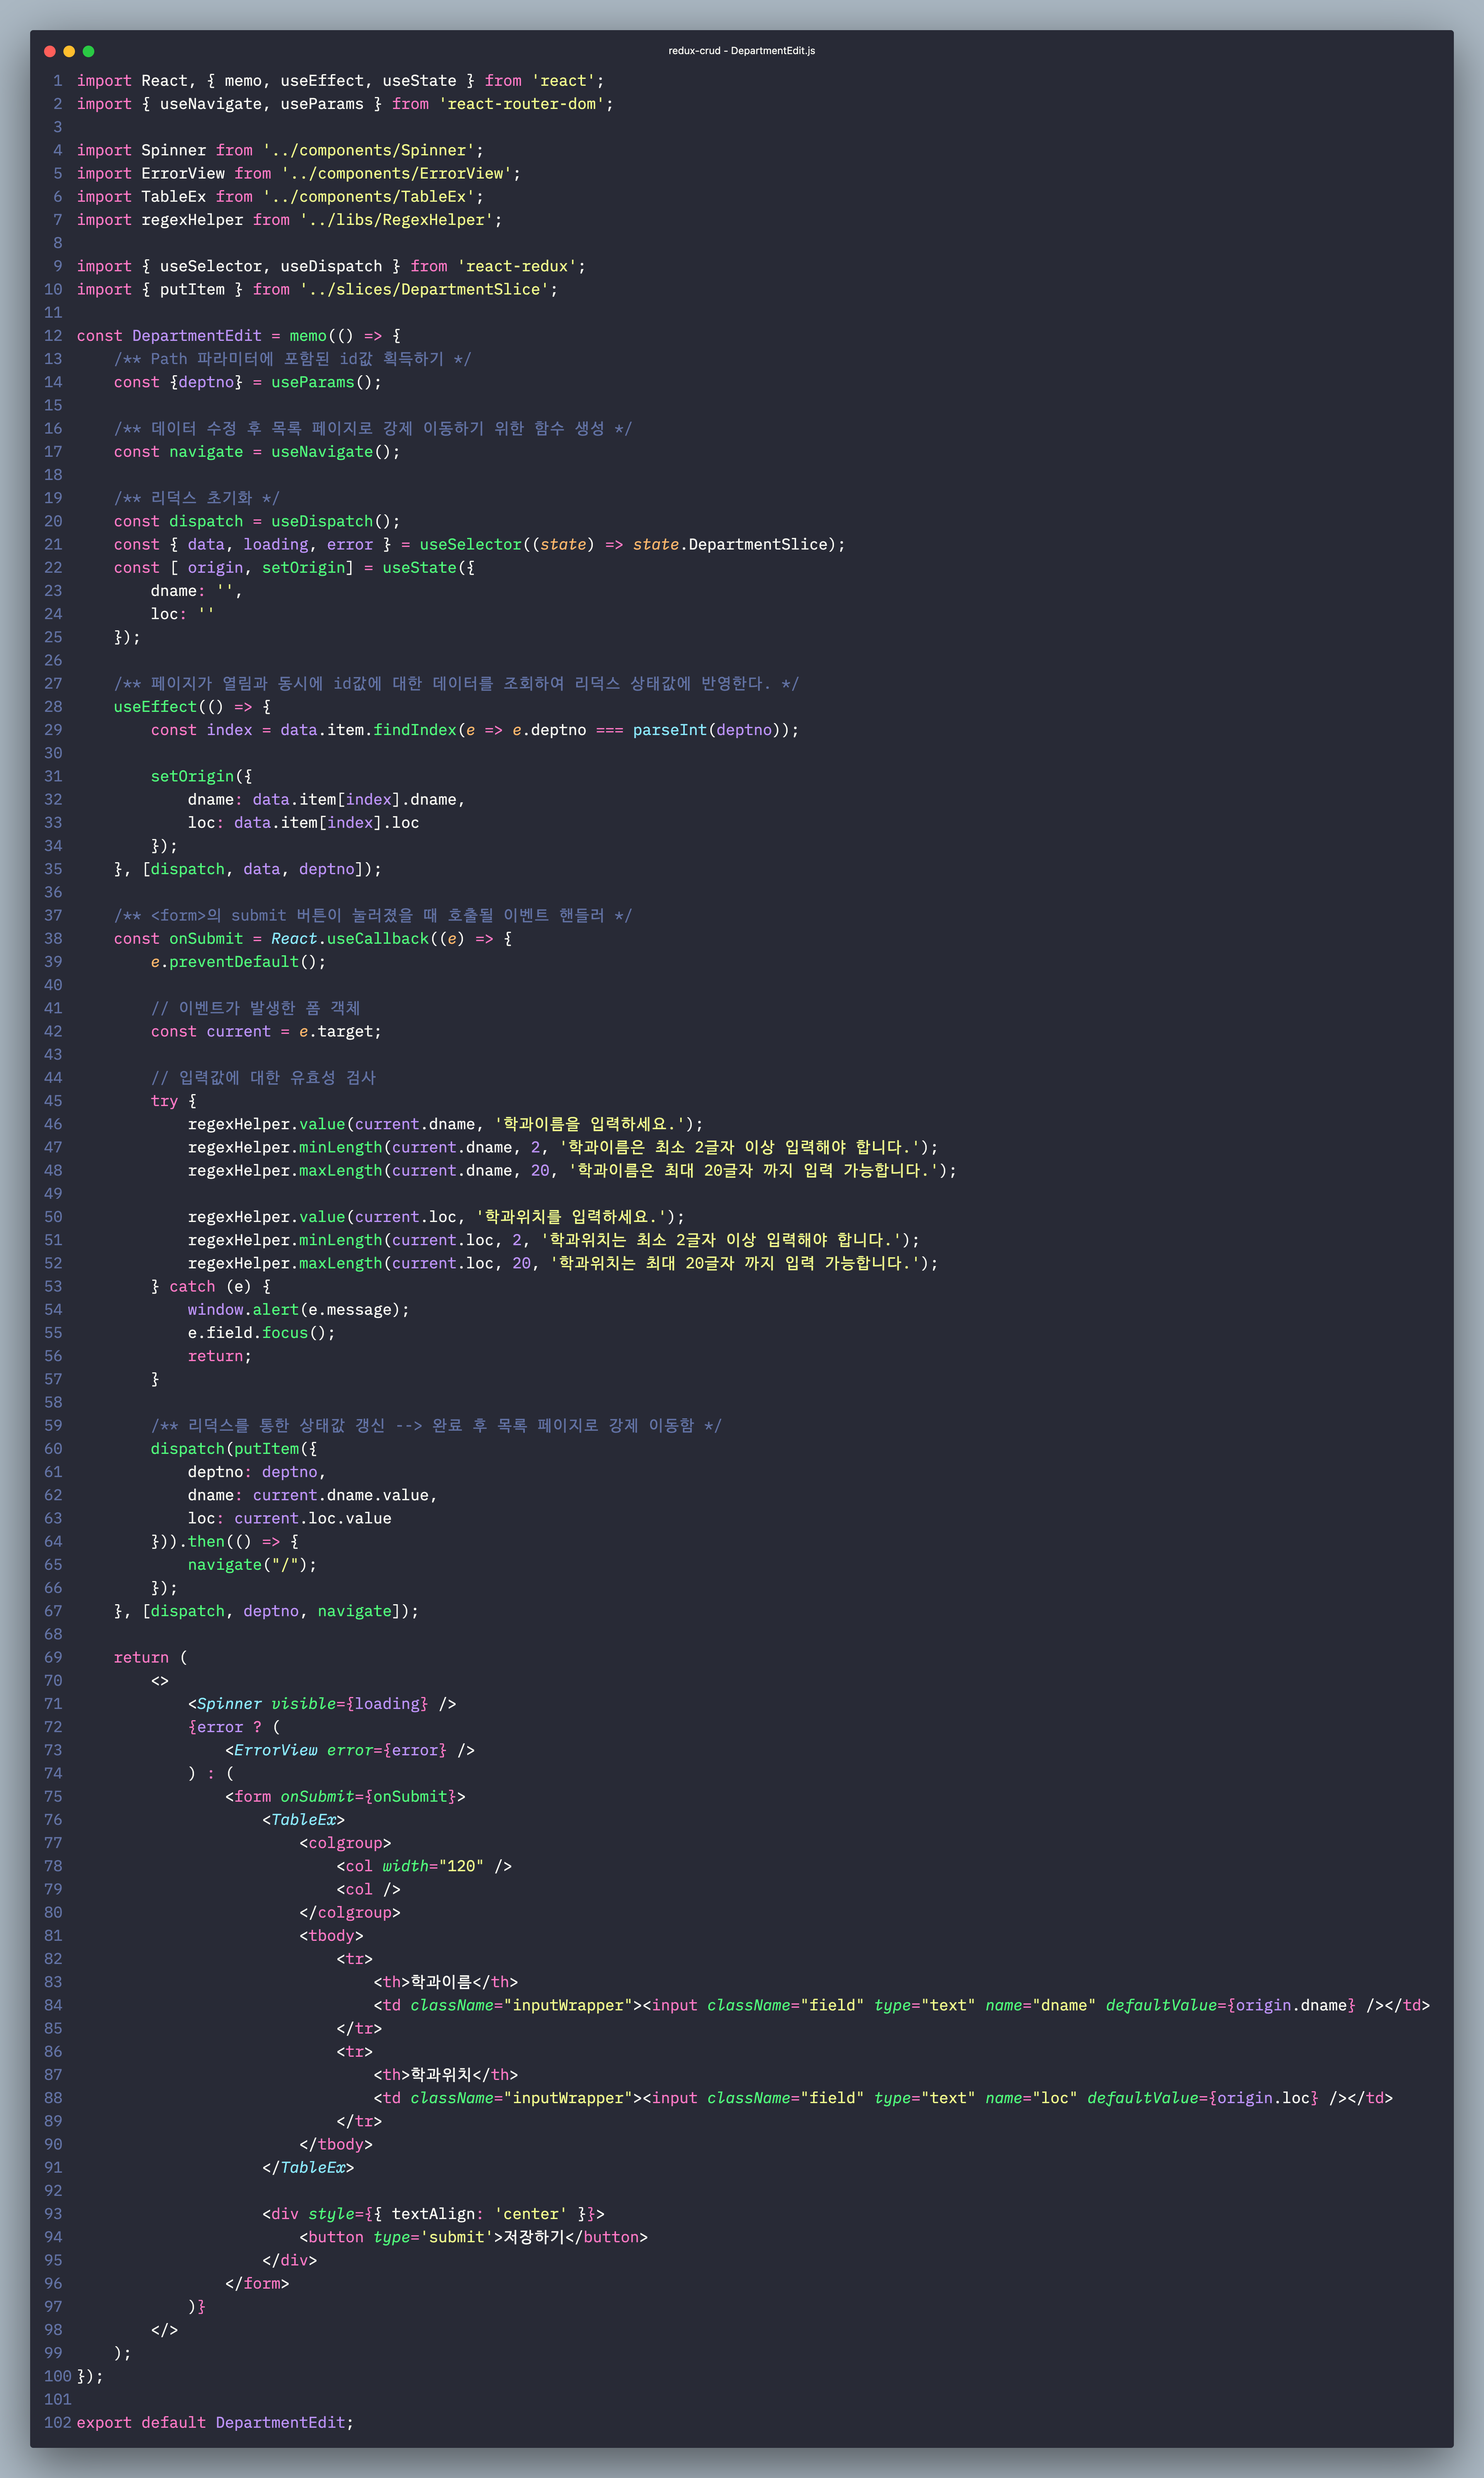 redux-crud - DepartmentEdit.js
1 import React, { memo, useEffect, useState } from 'react';
2 import { useNavigate, useParams } from 'react-router-dom';
3
4 import Spinner from '../components/Spinner';
5 import ErrorView from '../components/ErrorView';
6 import TableEx from '../components/TableEx';
7 import regexHelper from '../libs/RegexHelper';
8
9 import { useSelector, useDispatch } from 'react-redux';
10 import { putItem } from '../slices/DepartmentSlice';
11
12 const DepartmentEdit = memo(() => {
13     /** Path 파라미터에 포함된 id값 획득하기 */
14     const {deptno} = useParams();
15
16     /** 데이터 수정 후 목록 페이지로 강제 이동하기 위한 함수 생성 */
17     const navigate = useNavigate();
18
19     /** 리덕스 초기화 */
20     const dispatch = useDispatch();
21     const { data, loading, error } = useSelector((state) => state.DepartmentSlice);
22     const [ origin, setOrigin] = useState({
23         dname: '',
24         loc: ''
25     });
26
27     /** 페이지가 열림과 동시에 id값에 대한 데이터를 조회하여 리덕스 상태값에 반영한다. */
28     useEffect(() => {
29         const index = data.item.findIndex(e => e.deptno === parseInt(deptno));
30
31         setOrigin({
32             dname: data.item[index].dname,
33             loc: data.item[index].loc
34         });
35     }, [dispatch, data, deptno]);
36
37     /** <form>의 submit 버튼이 눌러졌을 때 호출될 이벤트 핸들러 */
38     const onSubmit = React.useCallback((e) => {
39         e.preventDefault();
40
41         // 이벤트가 발생한 폼 객체
42         const current = e.target;
43
44         // 입력값에 대한 유효성 검사
45         try {
46             regexHelper.value(current.dname, '학과이름을 입력하세요.');
47             regexHelper.minLength(current.dname, 2, '학과이름은 최소 2글자 이상 입력해야 합니다.');
48             regexHelper.maxLength(current.dname, 20, '학과이름은 최대 20글자 까지 입력 가능합니다.');
49
50             regexHelper.value(current.loc, '학과위치를 입력하세요.');
51             regexHelper.minLength(current.loc, 2, '학과위치는 최소 2글자 이상 입력해야 합니다.');
52             regexHelper.maxLength(current.loc, 20, '학과위치는 최대 20글자 까지 입력 가능합니다.');
53         } catch (e) {
54             window.alert(e.message);
55             e.field.focus();
56             return;
57         }
58
59         /** 리덕스를 통한 상태값 갱신 --> 완료 후 목록 페이지로 강제 이동함 */
60         dispatch(putItem({
61             deptno: deptno,
62             dname: current.dname.value,
63             loc: current.loc.value
64         })).then(() => {
65             navigate("/");
66         });
67     }, [dispatch, deptno, navigate]);
68
69     return (
70         <>
71             <Spinner visible={loading} />
72             {error ? (
73                 <ErrorView error={error} />
74             ) : (
75                 <form onSubmit={onSubmit}>
76                     <TableEx>
77                         <colgroup>
78                             <col width="120" />
79                             <col />
80                         </colgroup>
81                         <tbody>
82                             <tr>
83                                 <th>학과이름</th>
84                                 <td className="inputWrapper"><input className="field" type="text" name="dname" defaultValue={origin.dname} /></td>
85                             </tr>
86                             <tr>
87                                 <th>학과위치</th>
88                                 <td className="inputWrapper"><input className="field" type="text" name="loc" defaultValue={origin.loc} /></td>
89                             </tr>
90                         </tbody>
91                     </TableEx>
92
93                     <div style={{ textAlign: 'center' }}>
94                         <button type='submit'>저장하기</button>
95                     </div>
96                 </form>
97             )}
98         </>
99     );
100 });
101
102 export default DepartmentEdit;